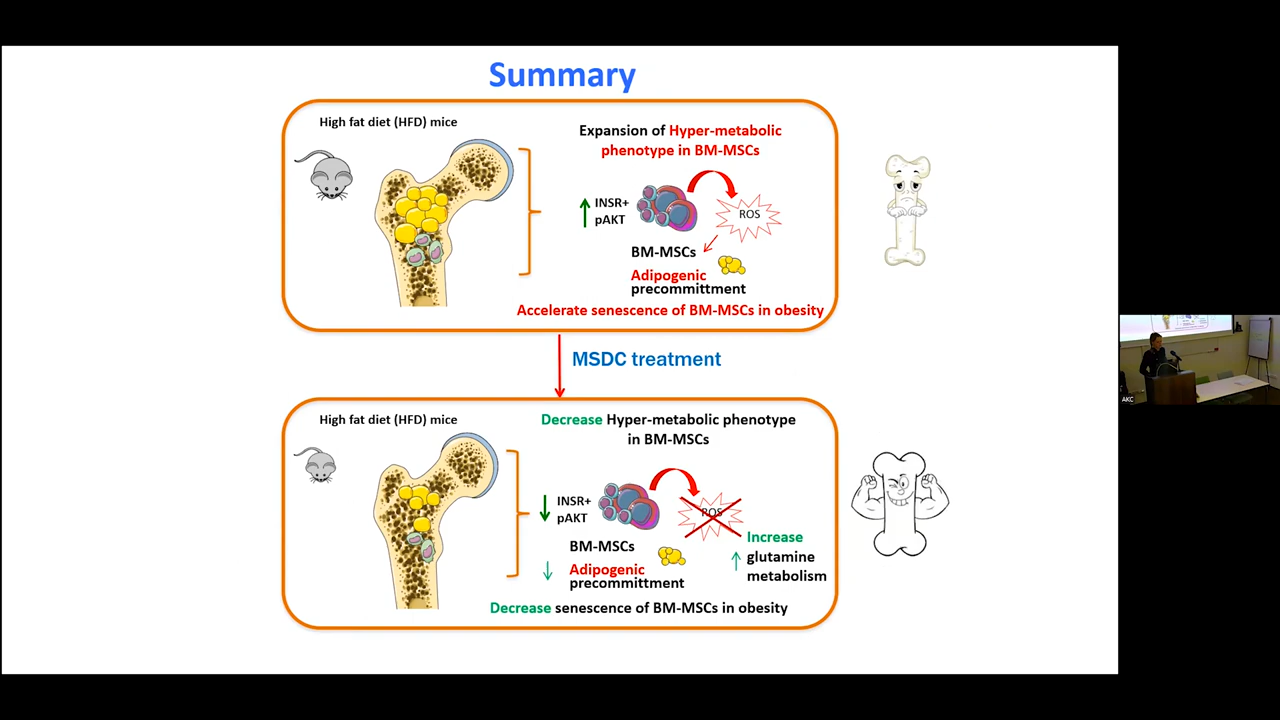 Summary
High fat diet (HFD) mice
Expansion of Hyper-metabolic
phenotype in BM-MSCs
INSR+
pAKT
ROS
BM-MSCs
Adipogenic
precommittment
Accelerate senescence of BM-MSCs in obesity
MSDC treatment
High fat diet (HFD) mice
Decrease Hyper-metabolic phenotype
in BM-MSCs
INSR+
pAKT
ROS
BM-MSCs
Adipogenic
precommittment
Increase
glutamine
metabolism
Decrease senescence of BM-MSCs in obesity
AKC